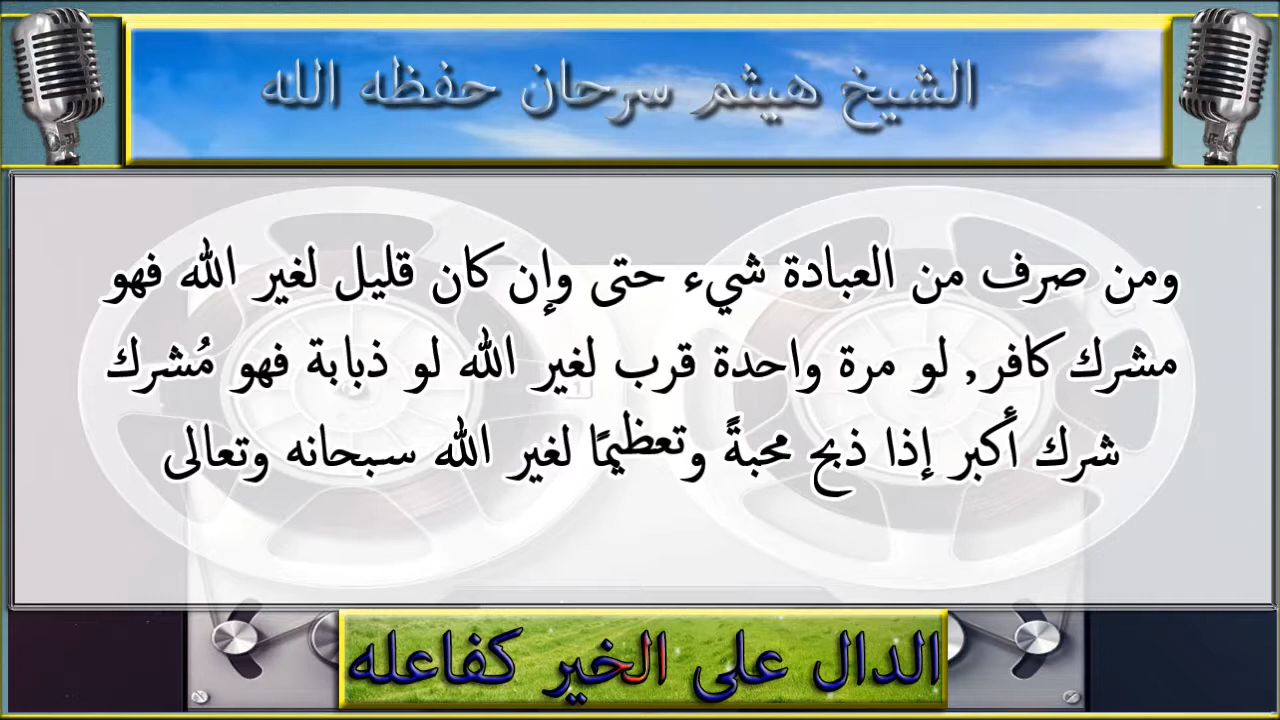 الشيخ هيثم سرحان حفظه الله
ومن صرف من العبادة شيء حتى وإن كان قليل لغير الله فهو
مشرك كافر, لو مرة واحدة قرب لغير الله لو ذبابة فهو مُشرك
شرك أكبر إذا ذبح محبةً وتعظيمًا لغير الله سبحانه وتعالى
الدال على الخير كفاعله